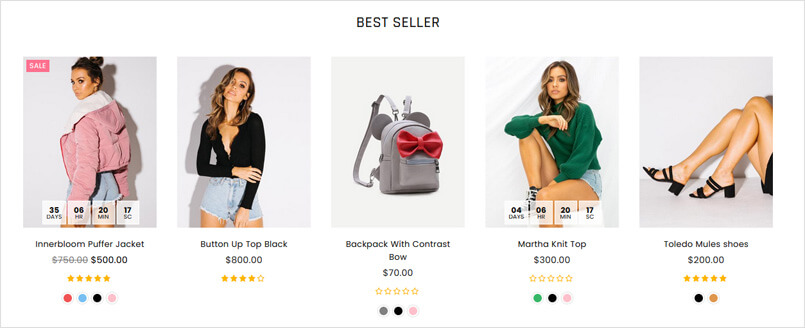 BEST SELLER
SALE
35 06 20 17
DAYS HR MIN SC
04 06 20 17
DAYS HR MIN SC
Innerbloom Puffer Jacket
$750.00 $500.00
Button Up Top Black
$800.00
Backpack With Contrast
Bow
$70.00
Martha Knit Top
$300.00
Toledo Mules shoes
$200.00